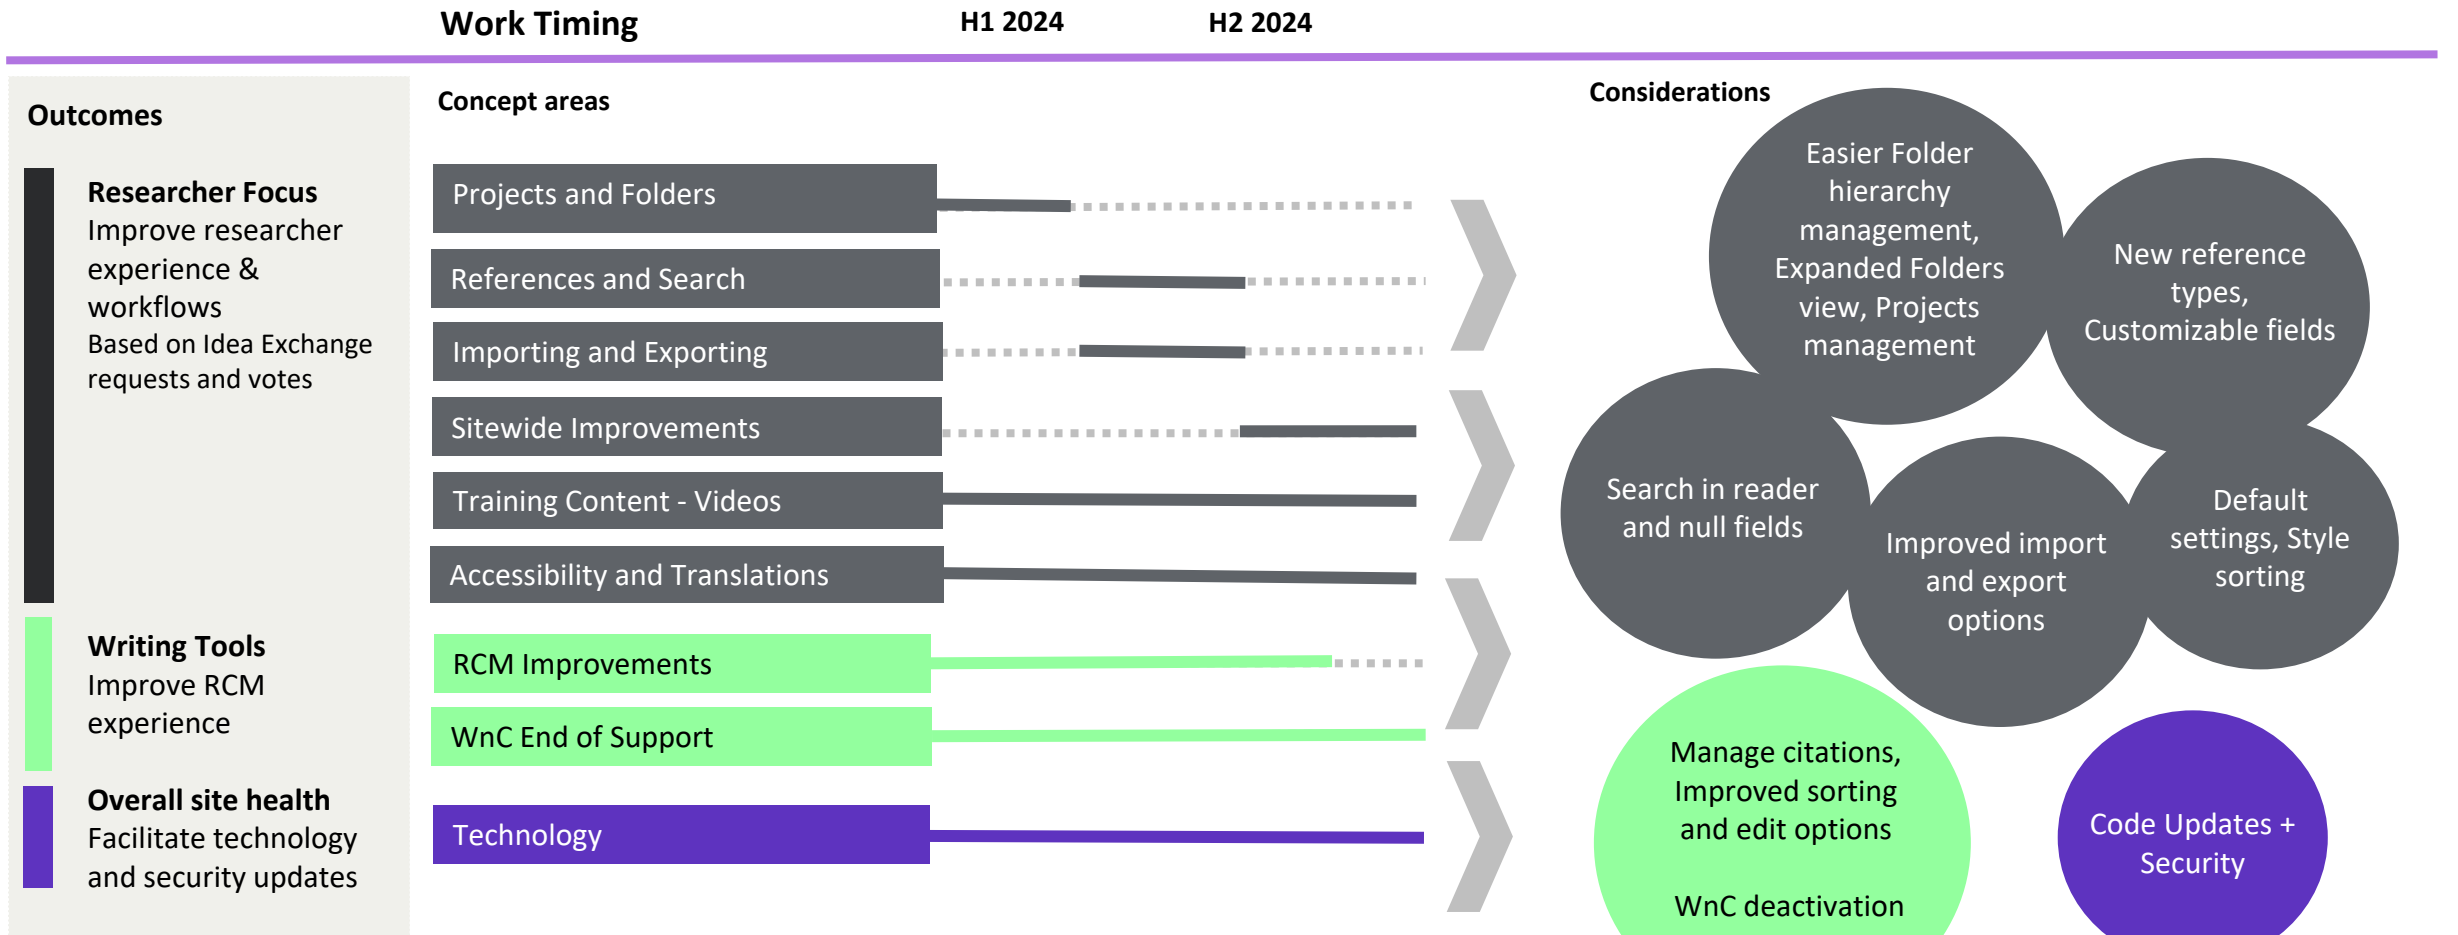 Work Timing
H1 2024
H2 2024
Outcomes
Researcher Focus
Improve researcher
experience &
workflows
Based on Idea Exchange
requests and votes
Writing Tools
Improve RCM
experience
Overall site health
Facilitate technology
and security updates
Concept areas
Projects and Folders
References and Search
Importing and Exporting
Sitewide Improvements
Training Content - Videos
Accessibility and Translations
RCM Improvements
WnC End of Support
Technology
Considerations
Easier Folder
hierarchy
management,
Expanded Folders
view, Projects
management
New reference
types,
Customizable fields
Search in reader
and null fields
Improved import
and export
options
Default
settings, Style
sorting
Manage citations,
Improved sorting
and edit options
WnC deactivation
Code Updates +
Security